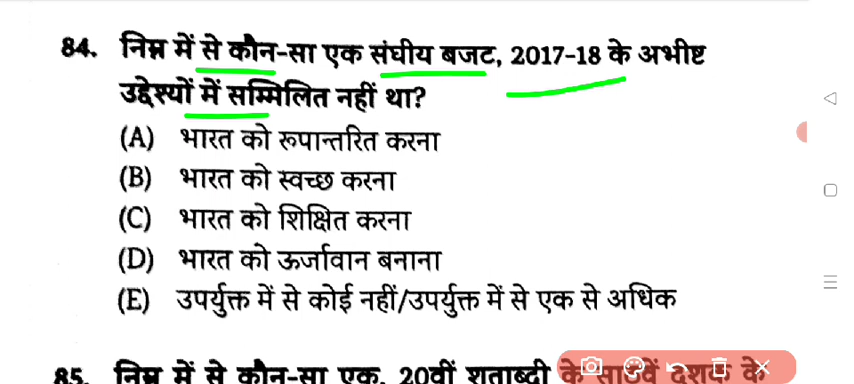 84. निम्न में से कौन-सा एक संघीय बजट, 2017-18 के अभीष्ट
उद्देश्यों में सम्मिलित नहीं था?
(A) भारत को रूपान्तरित करना
(B) भारत को स्वच्छ करना
(C) भारत को शिक्षित करना
(D) भारत को ऊर्जावान बनाना
(E) उपर्युक्त में से कोई नहीं/उपर्युक्त में से एक से अधिक
85. निम्न में से कौन-सा एक, 20वीं शताब्दी के दशक के